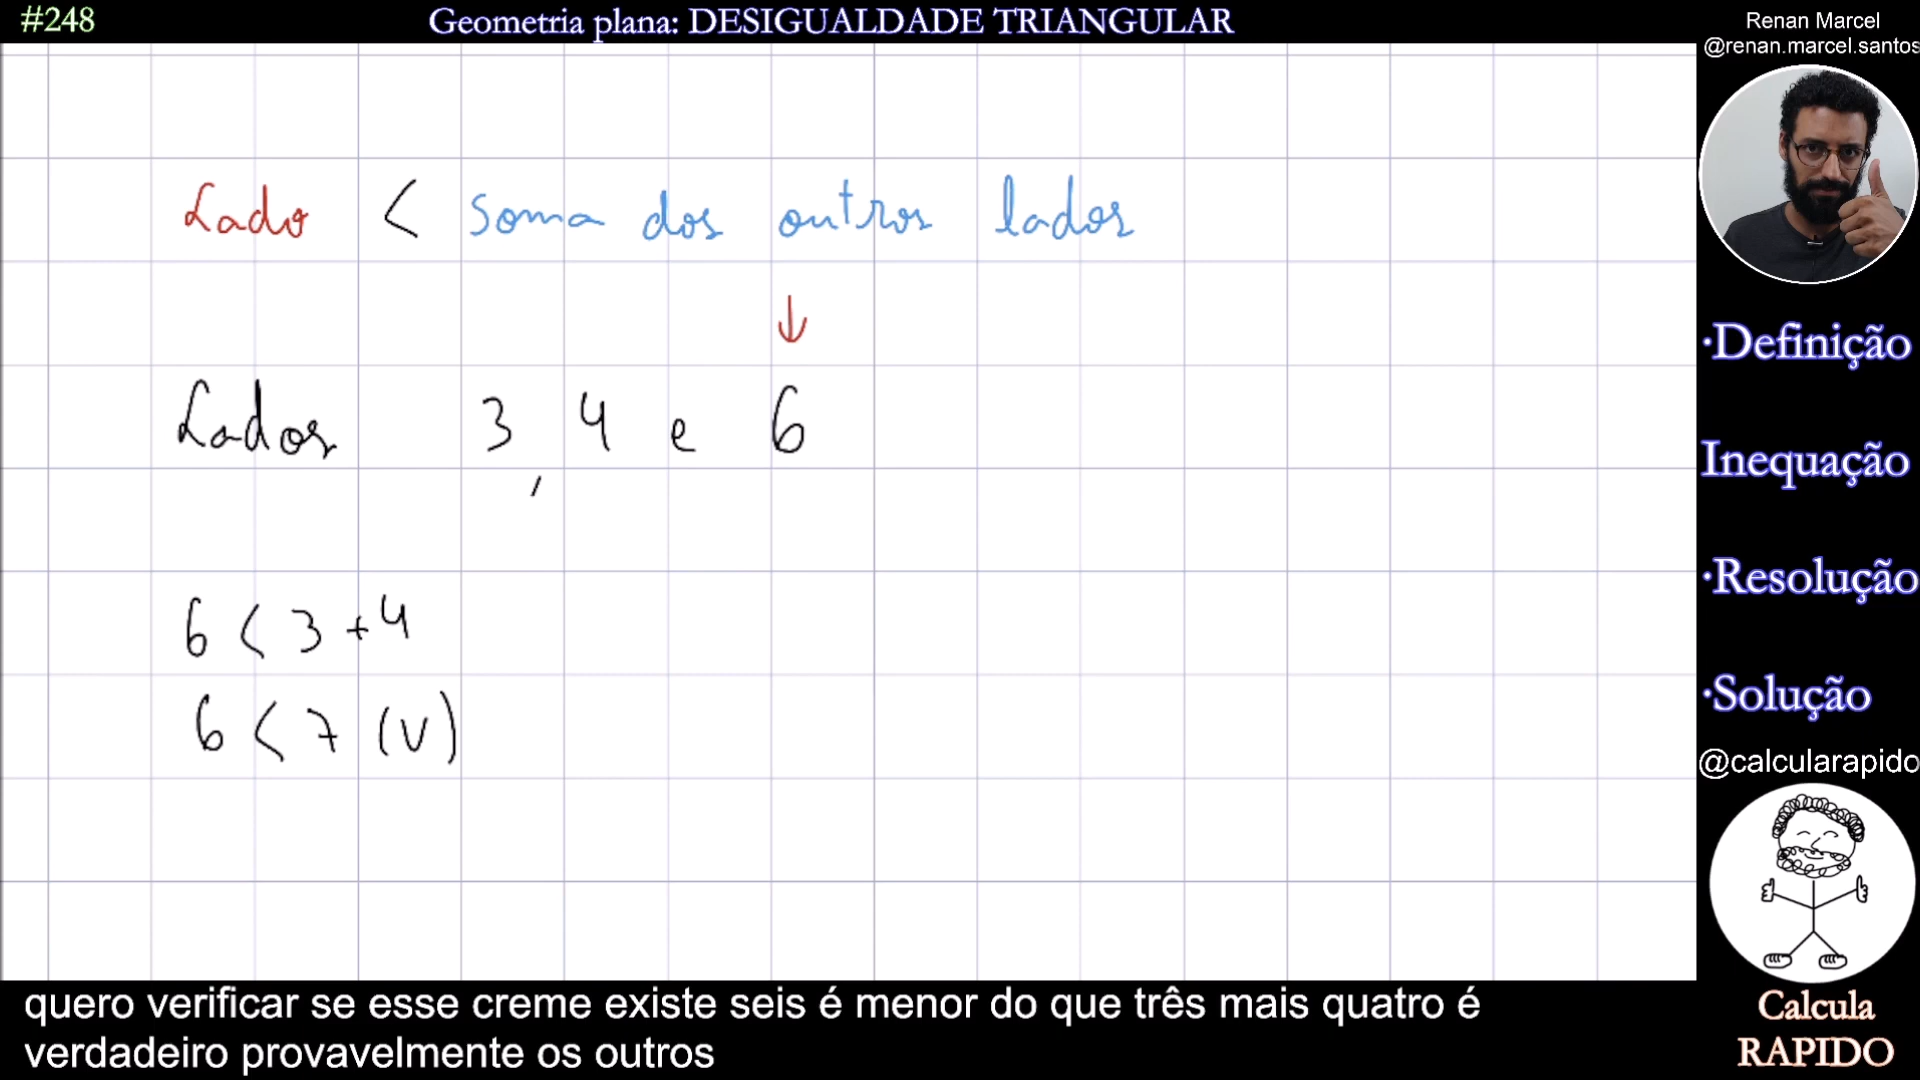 #248
Geometria plana: DESIGUALDADE TRIANGULAR
Renan Marcel
@renan.marcel.santos
Lado < soma dos outros lados
↓
Lados 3, 4 e 6
6 < 3 + 4
6 < 7 (V)
·Definição
Inequação
·Resolução
·Solução
@calcularapido
Calcula
RAPIDO
quero verificar se esse creme existe seis é menor do que três mais quatro é
verdadeiro provavelmente os outros